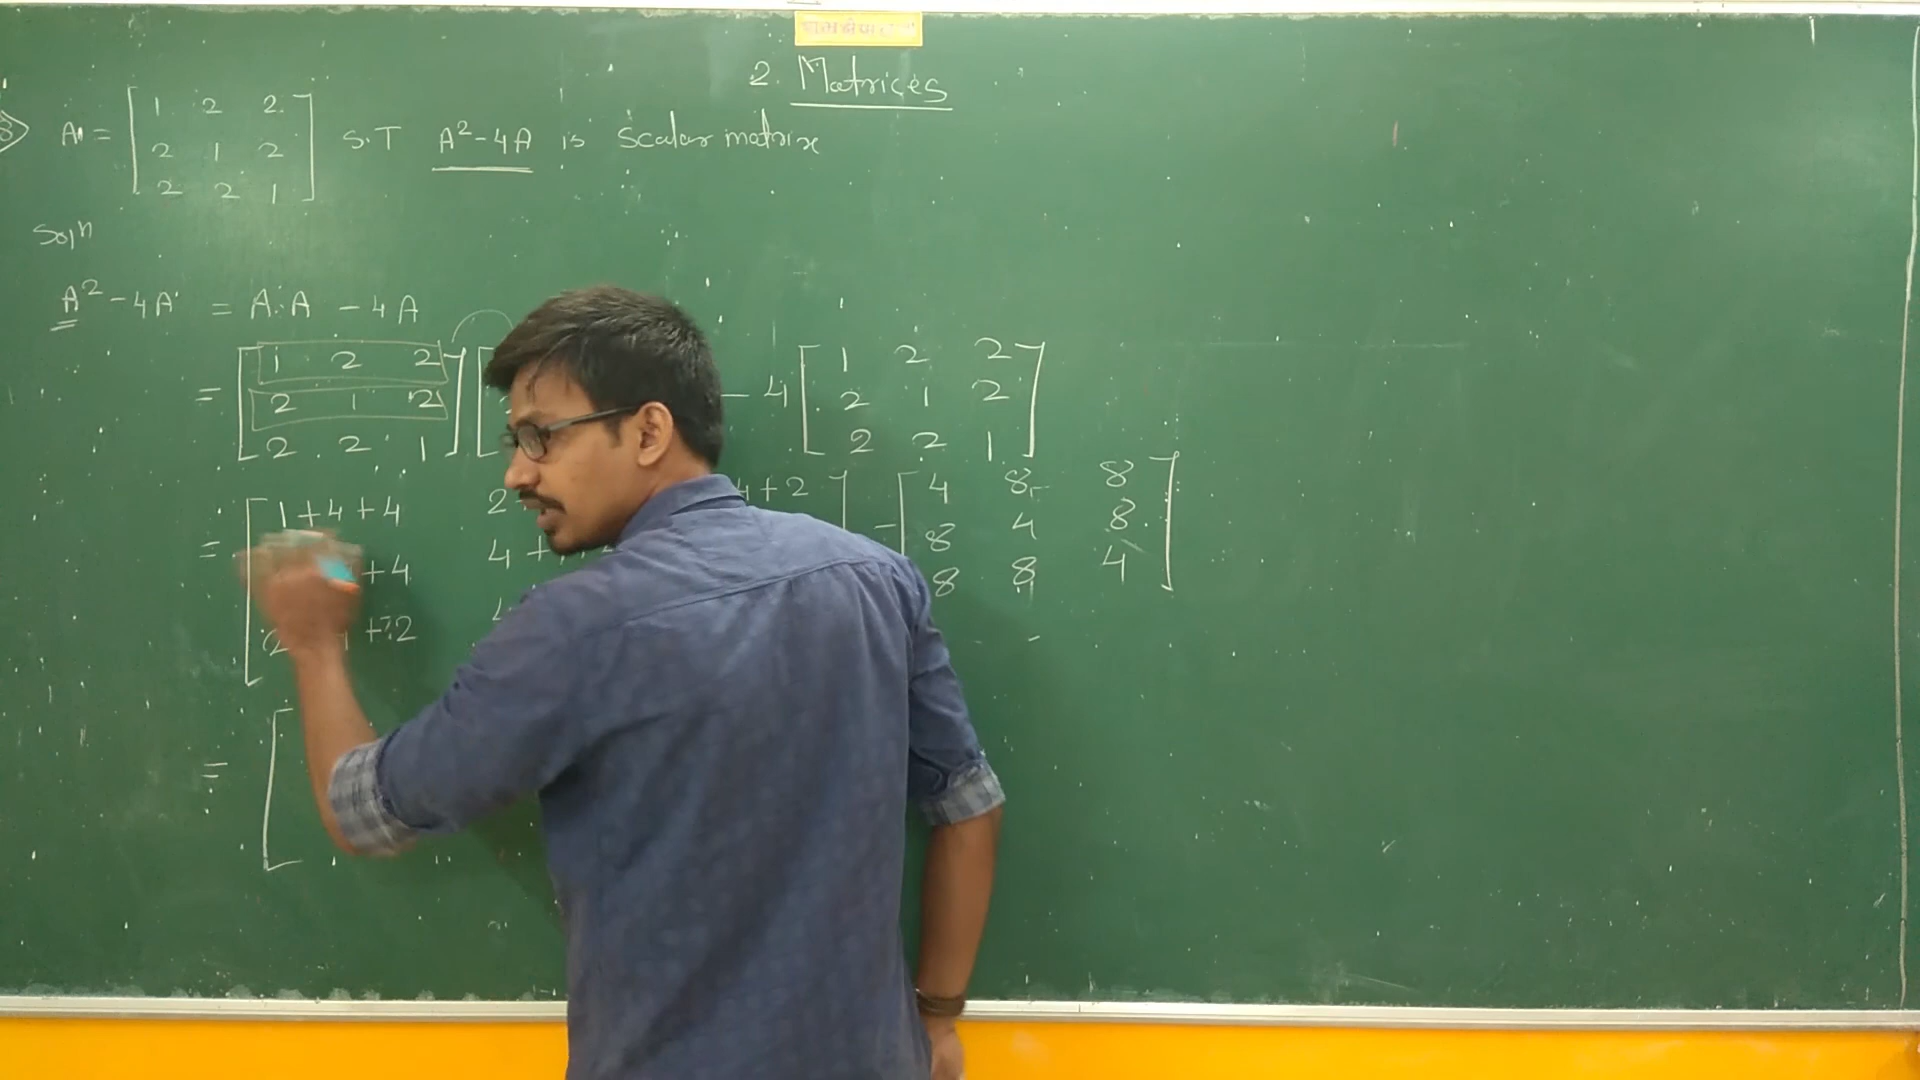 2. Matrices
A = [1 2 2
2 1 2
2 2 1] S.T A²-4A is Scalar matrix
Solⁿ
A²-4A = A.A - 4A
= [1 2 2
2 1 2
2 2 1] [ - 4 [1 2 2
2 1 2
2 2 1]
= [1+4+4 2 4+2 ] - [4 8 8
+4 4+ 8 4 8
2 +2 8 8 4]
= [